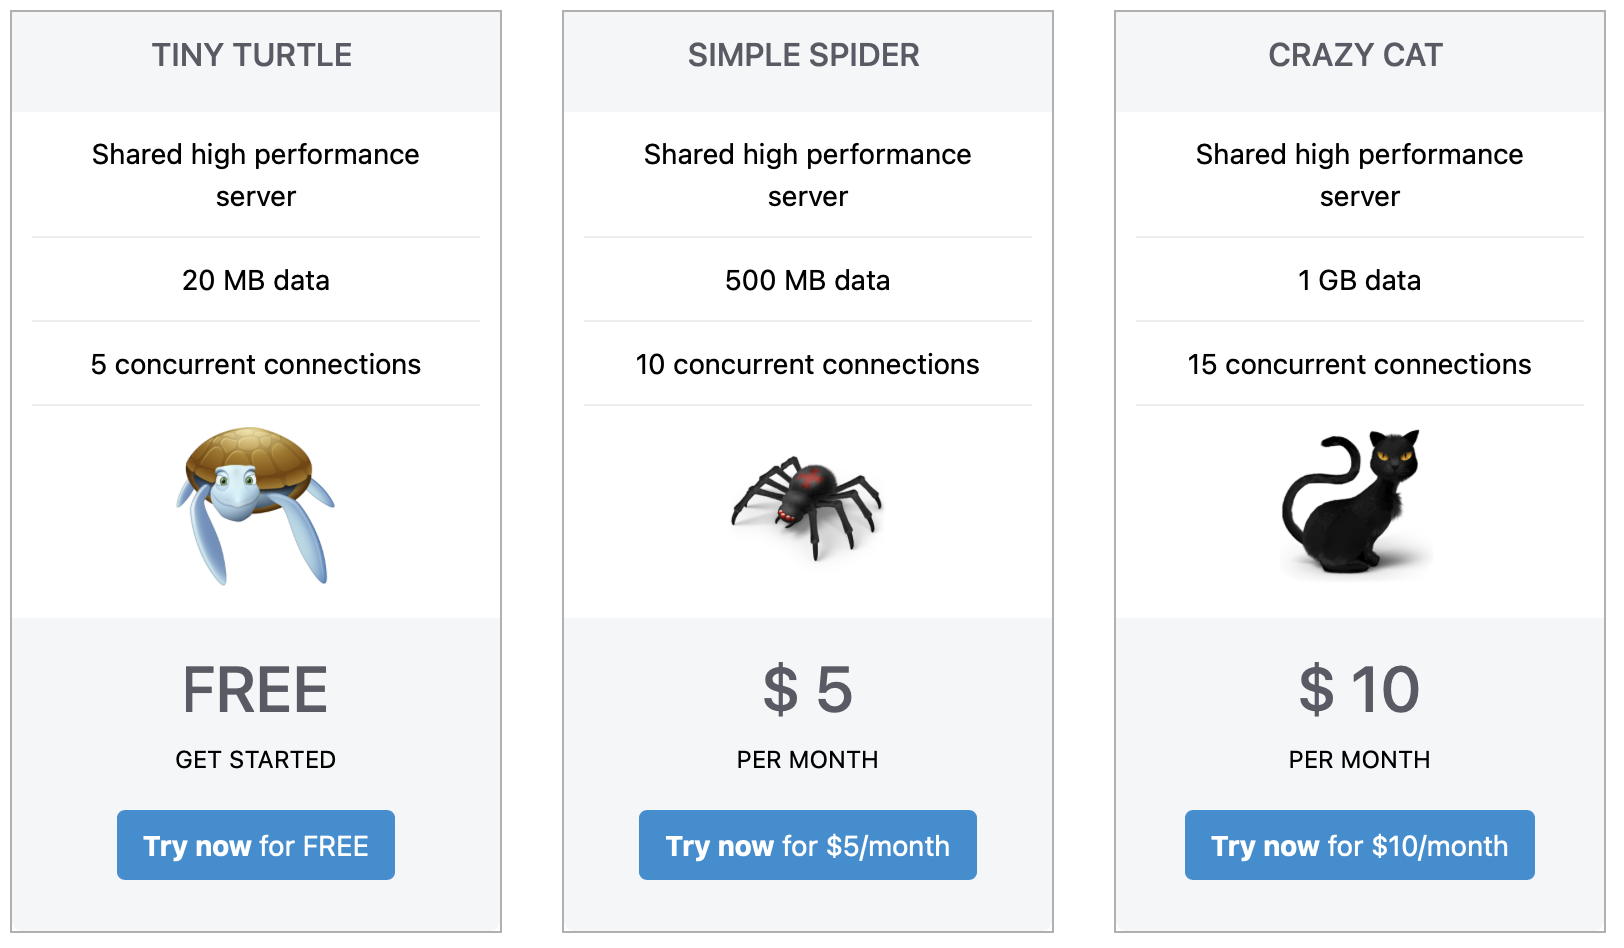 TINY TURTLE
Shared high performance
server
20 MB data
5 concurrent connections
FREE
GET STARTED
Try now for FREE
SIMPLE SPIDER
Shared high performance
server
500 MB data
10 concurrent connections
$ 5
PER MONTH
Try now for $5/month
CRAZY CAT
Shared high performance
server
1 GB data
15 concurrent connections
$ 10
PER MONTH
Try now for $10/month